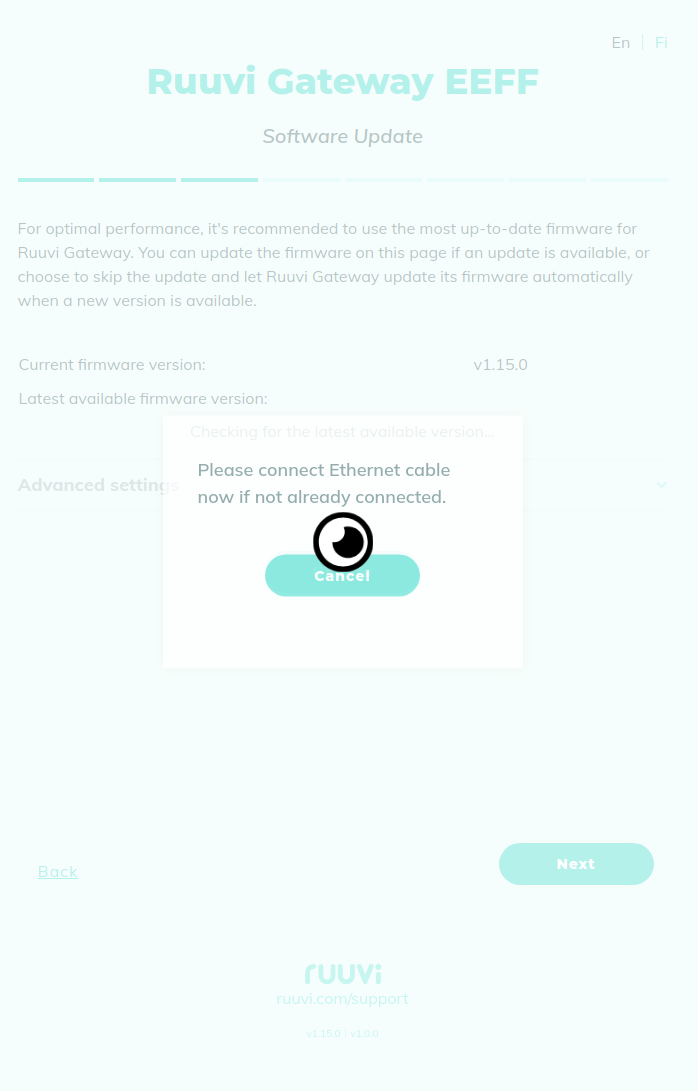 En | Fi
Ruuvi Gateway EEFF
Software Update
For optimal performance, it's recommended to use the most up-to-date firmware for
Ruuvi Gateway. You can update the firmware on this page if an update is available, or
choose to skip the update and let Ruuvi Gateway update its firmware automatically
when a new version is available.
Current firmware version: v1.15.0
Latest available firmware version:
Checking for the latest available version...
Please connect Ethernet cable
now if not already connected.
Advanced settings
Cancel
Back
Next
ruuvi
ruuvi.com/support
v1.15.0 | v1.0.0